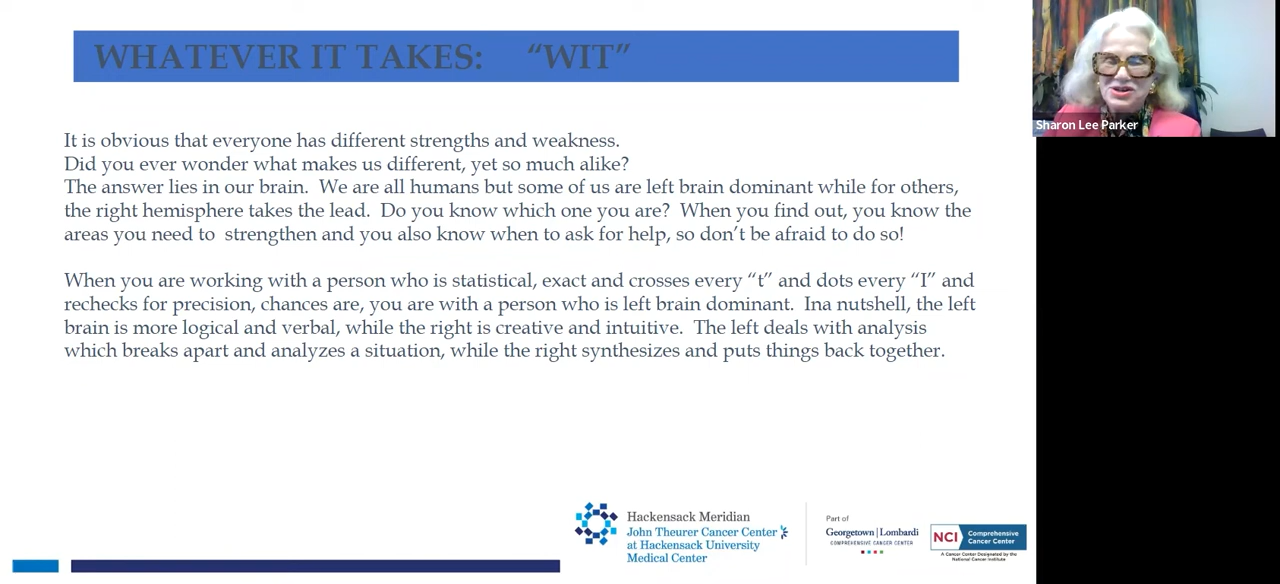 WHATEVER IT TAKES: “WIT”
Sharon Lee Parker
It is obvious that everyone has different strengths and weakness.
Did you ever wonder what makes us different, yet so much alike?
The answer lies in our brain. We are all humans but some of us are left brain dominant while for others,
the right hemisphere takes the lead. Do you know which one you are? When you find out, you know the
areas you need to strengthen and you also know when to ask for help, so don’t be afraid to do so!
When you are working with a person who is statistical, exact and crosses every “t” and dots every “I” and
rechecks for precision, chances are, you are with a person who is left brain dominant. Ina nutshell, the left
brain is more logical and verbal, while the right is creative and intuitive. The left deals with analysis
which breaks apart and analyzes a situation, while the right synthesizes and puts things back together.
Hackensack Meridian
John Theurer Cancer Center
at Hackensack University
Medical Center
Part of
Georgetown | Lombardi
COMPREHENSIVE CANCER CENTER
NCI Comprehensive
Cancer Center
A Cancer Center Designated by the
National Cancer Institute